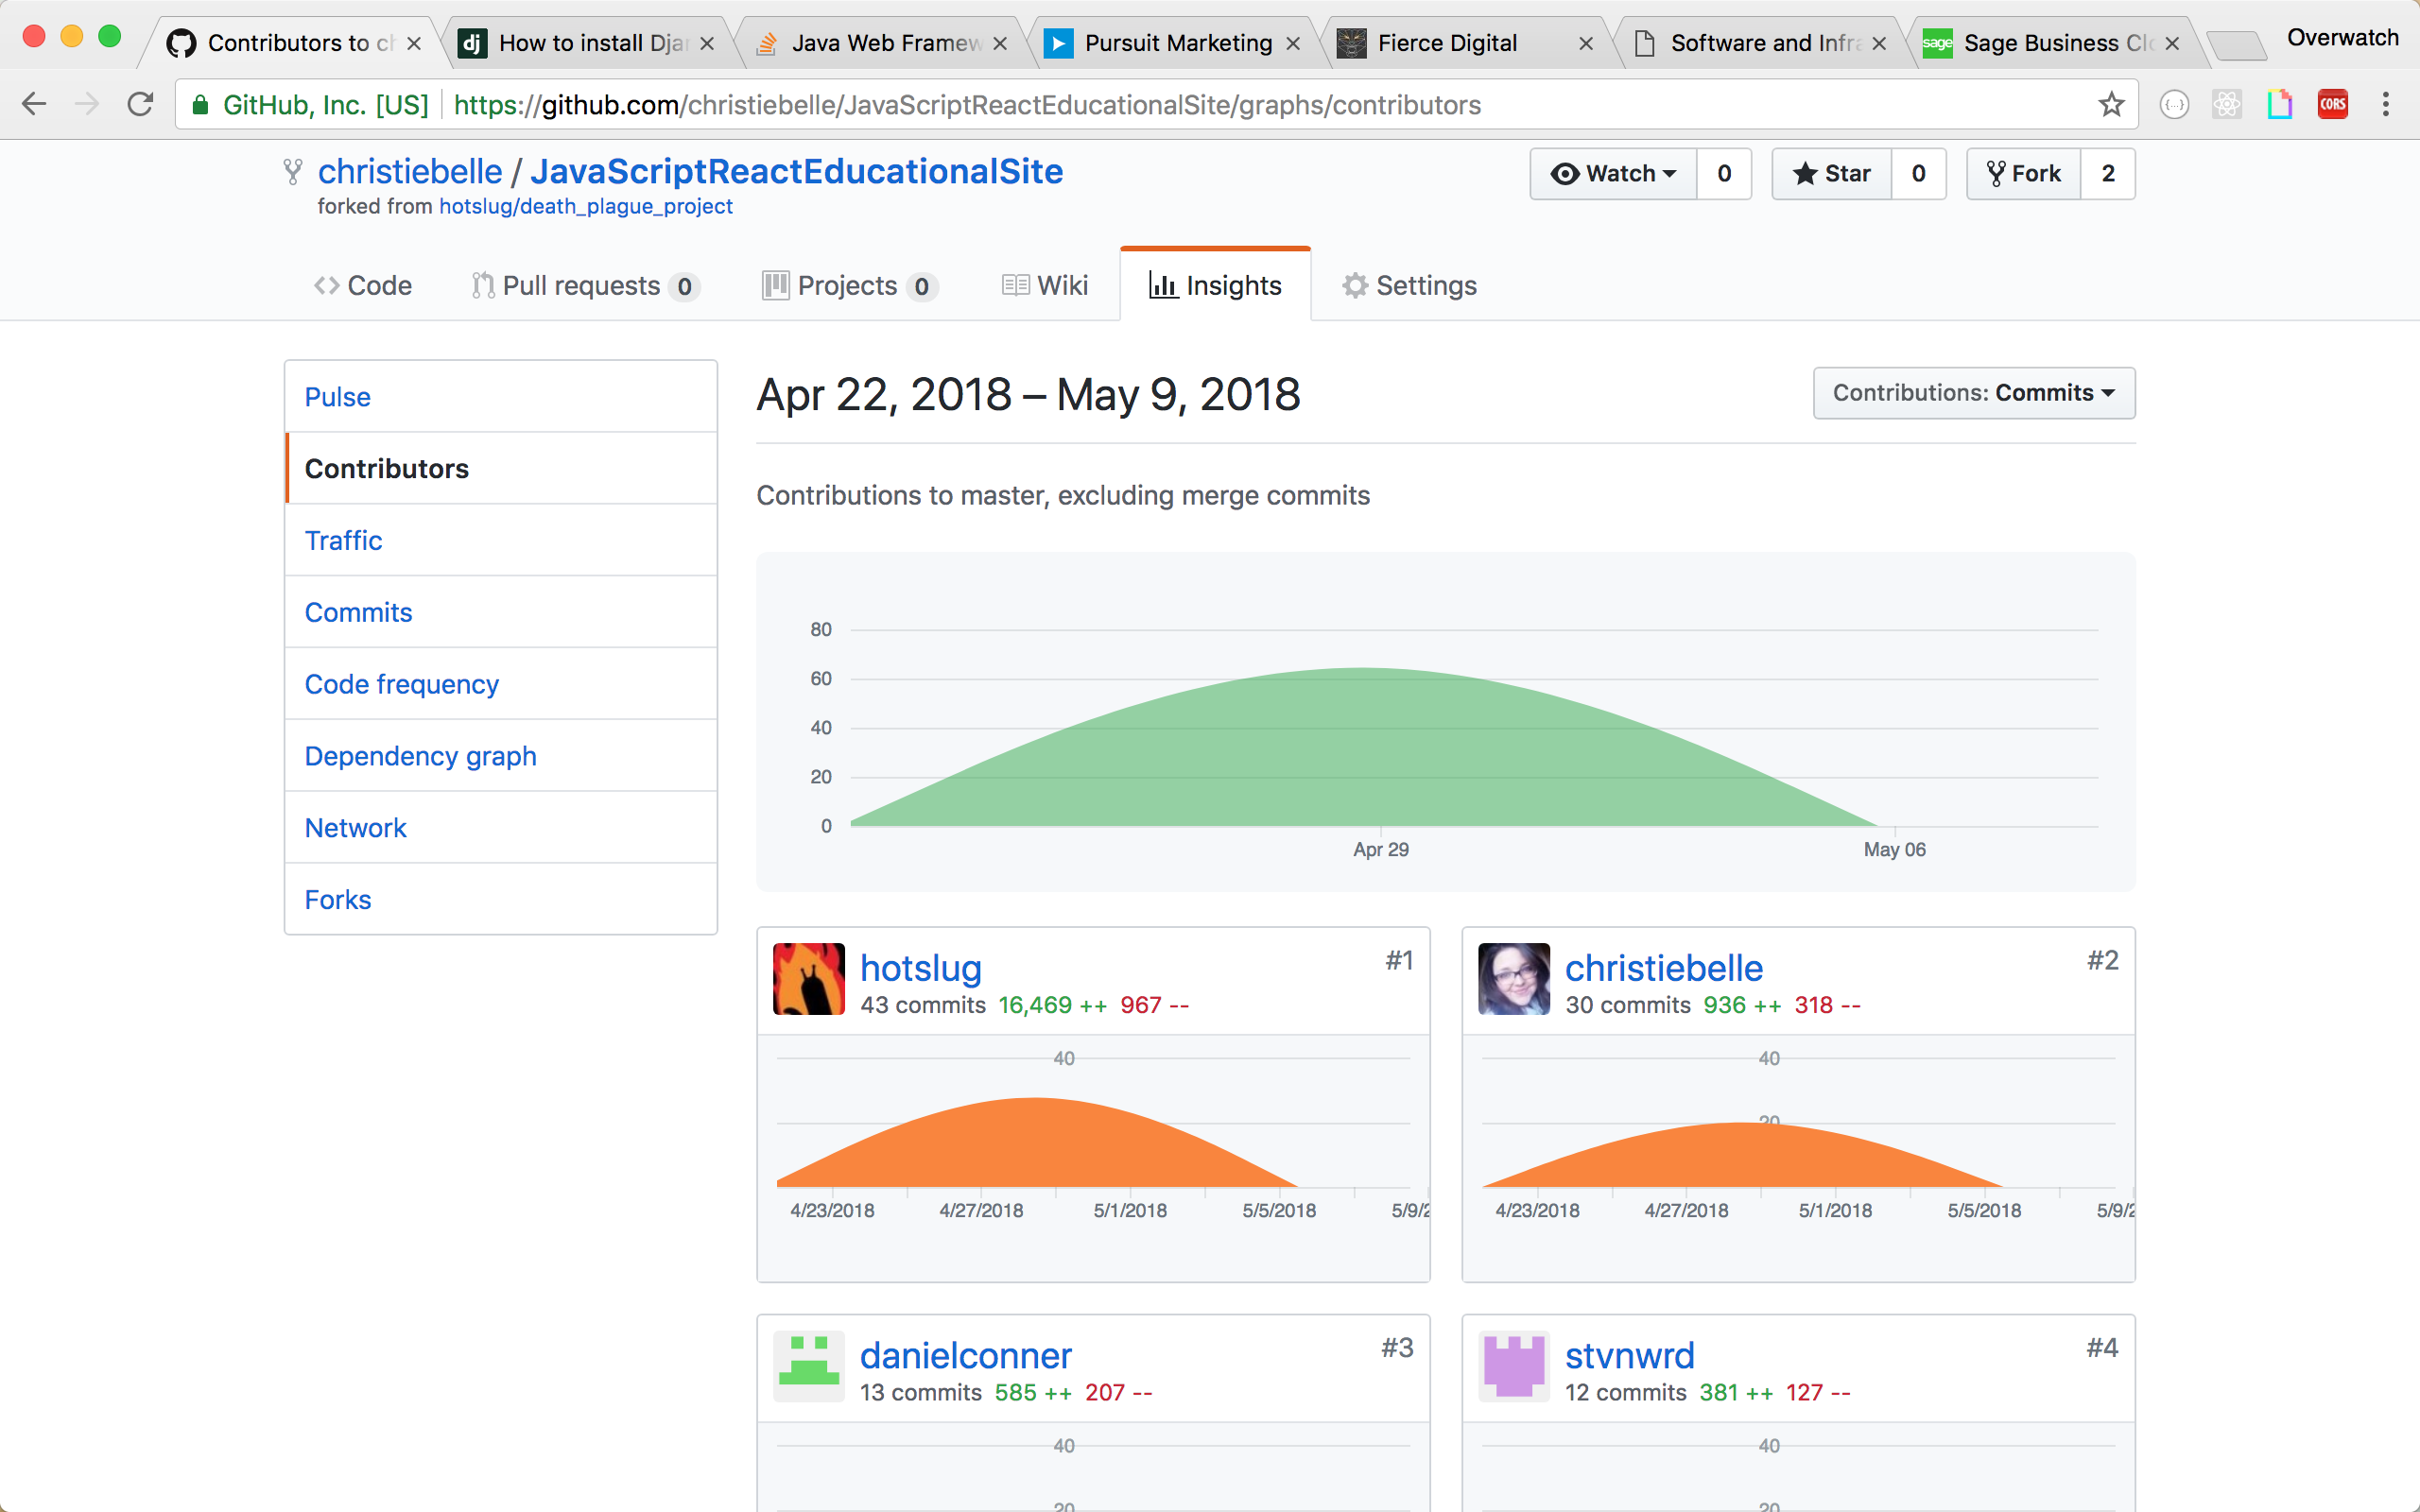 Contributors to ch
How to install Djan
Java Web Framew
Pursuit Marketing
Fierce Digital
Software and Infra
Sage Business Clo
Overwatch
GitHub, Inc. [US]
https://github.com/christiebelle/JavaScriptReactEducationalSite/graphs/contributors
CORS
christiebelle / JavaScriptReactEducationalSite
Watch 0
Star 0
Fork 2
forked from hotslug/death_plague_project
Code
Pull requests 0
Projects 0
Wiki
Insights
Settings
Pulse
Contributors
Traffic
Commits
Code frequency
Dependency graph
Network
Forks
Apr 22, 2018 – May 9, 2018
Contributions: Commits
Contributions to master, excluding merge commits
80
60
40
20
0
Apr 29
May 06
hotslug
#1
43 commits 16,469 ++ 967 --
40
4/23/2018
4/27/2018
5/1/2018
5/5/2018
5/9/2
christiebelle
#2
30 commits 936 ++ 318 --
40
20
4/23/2018
4/27/2018
5/1/2018
5/5/2018
5/9/2
danielconner
#3
13 commits 585 ++ 207 --
40
20
stvnwrd
#4
12 commits 381 ++ 127 --
40
20